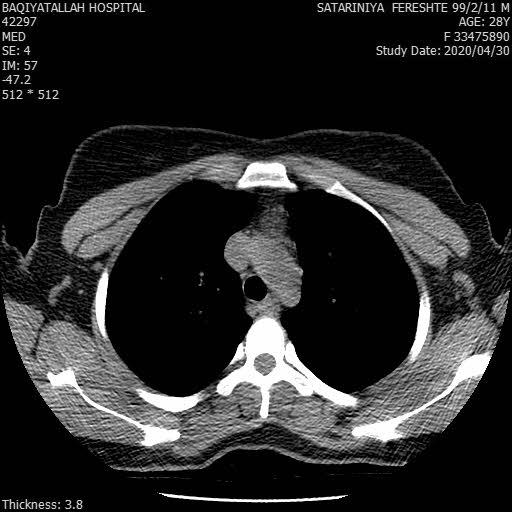 BAQIYATALLAH HOSPITAL
42297
MED
SE: 4
IM: 57
-47.2
512 * 512
SATARINIYA FERESHTE 99/2/11 M
AGE: 28Y
F 33475890
Study Date: 2020/04/30
Thickness: 3.8